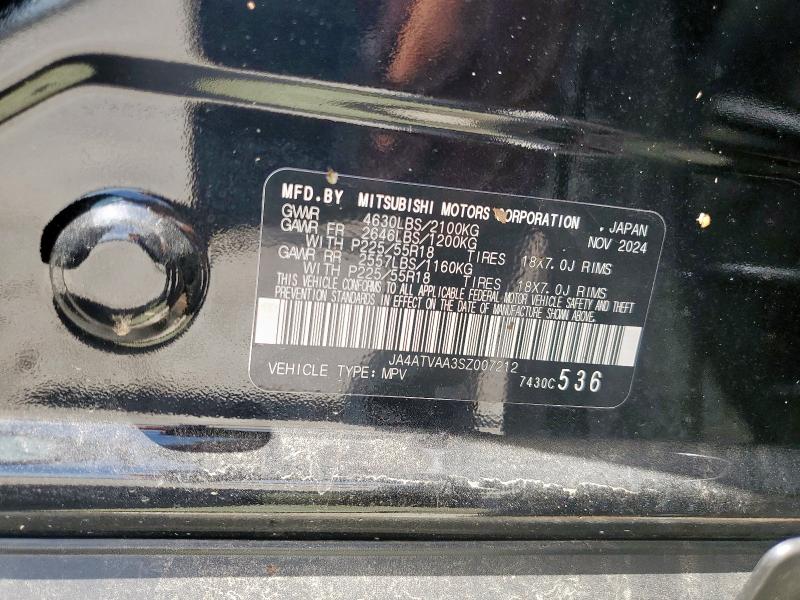 MFD.BY MITSUBISHI MOTORS CORPORATION , JAPAN
GVWR 4630LBS/2100KG NOV 2024
GAWR FR 2646LBS/1200KG
WITH P225/55R18 TIRES 18X7.0J RIMS
GAWR RR 2557LBS/1160KG
WITH P225/55R18 TIRES 18X7.0J RIMS
THIS VEHICLE CONFORMS TO ALL APPLICABLE FEDERAL MOTOR VEHICLE SAFETY AND THEFT
PREVENTION STANDARDS IN EFFECT ON THE DATE OF MANUFACTURE SHOWN ABOVE.
JA4ATVAA3SZ007212
VEHICLE TYPE: MPV 7430C 536